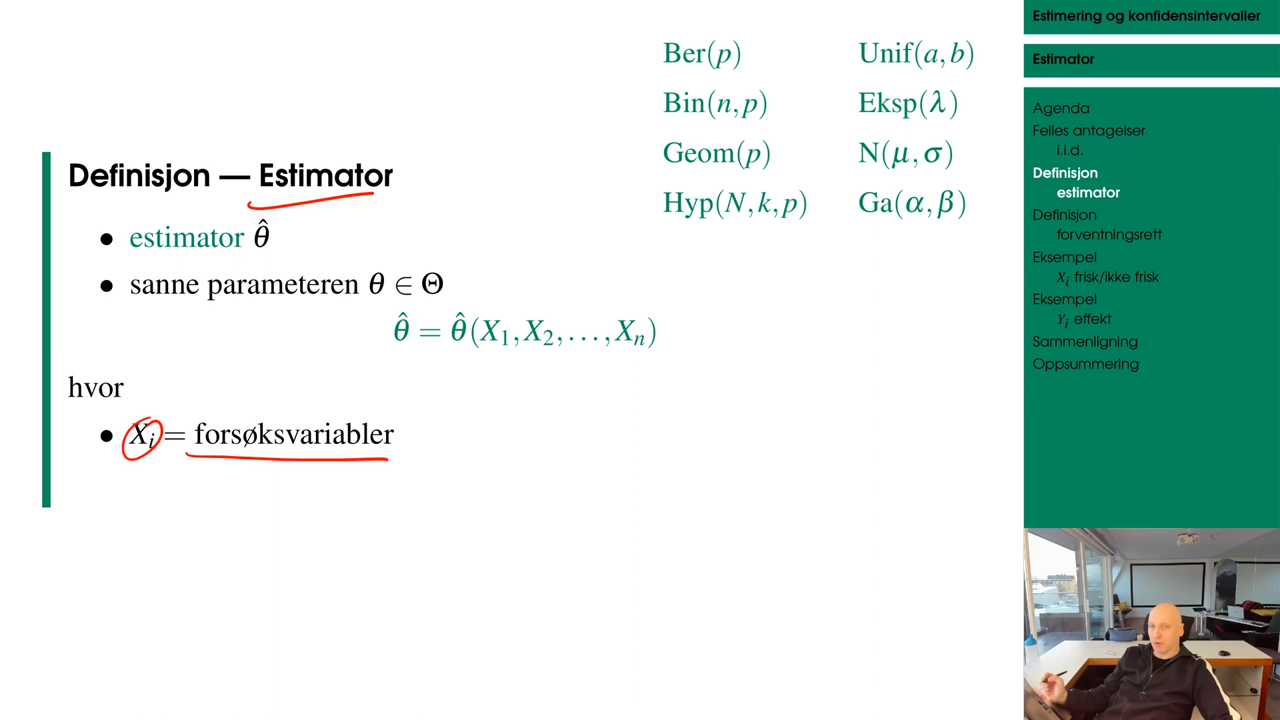 Ber(p) Unif(a, b)
Bin(n, p) Eksp(λ)
Geom(p) N(μ, σ)
Hyp(N, k, p) Ga(α, β)
Definisjon — Estimator
• estimator θ̂
• sanne parameteren θ ∈ Θ
θ̂ = θ̂(X₁, X₂, …, Xₙ)
hvor
• Xᵢ = forsøksvariabler
Estimering og konfidensintervaller
Estimator
Agenda
Felles antagelser
i.i.d.
Definisjon
estimator
Definisjon
forventningsrett
Eksempel
Xᵢ frisk/ikke frisk
Eksempel
Yᵢ effekt
Sammenligning
Oppsummering